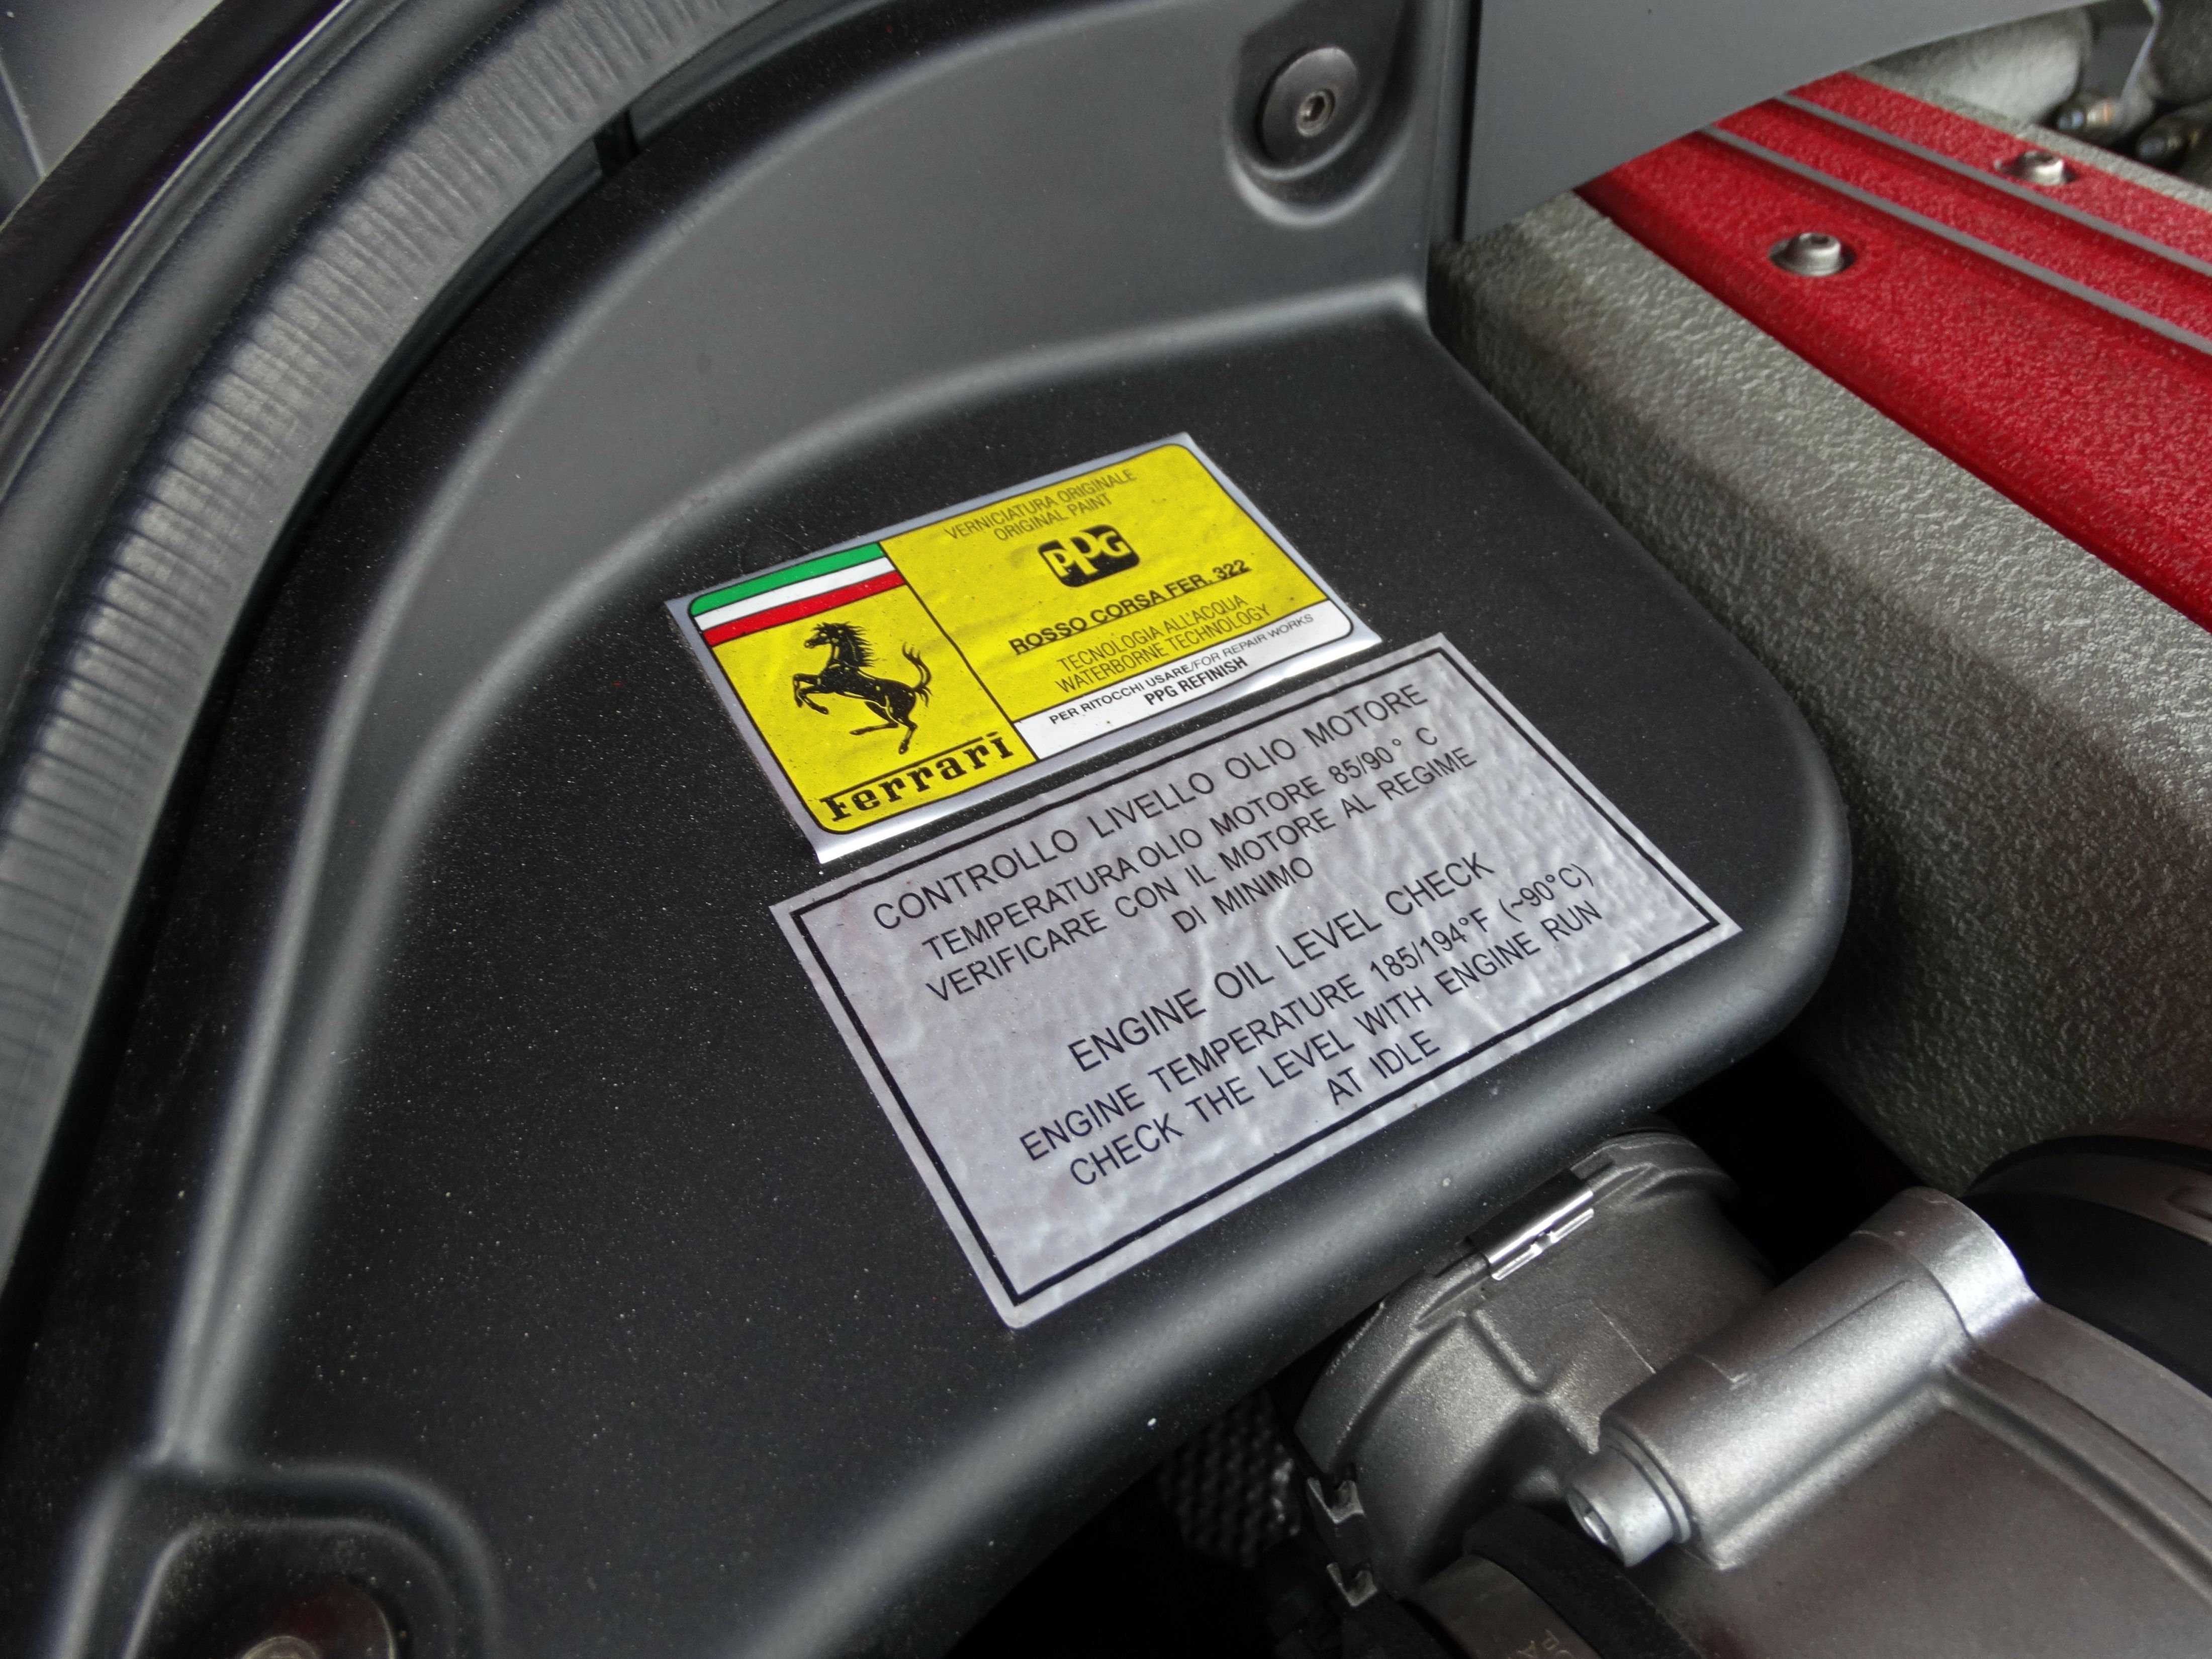 VERNICIATURA ORIGINALE
ORIGINAL PAINT
PPG
ROSSO CORSA FER. 322
TECNOLOGIA ALL'ACQUA
WATERBORNE TECHNOLOGY
PER RITOCCHI USARE/FOR REPAIR WORKS
PPG REFINISH
Ferrari
CONTROLLO LIVELLO OLIO MOTORE
TEMPERATURA OLIO MOTORE 85/90° C
VERIFICARE CON IL MOTORE AL REGIME
DI MINIMO
ENGINE OIL LEVEL CHECK
ENGINE TEMPERATURE 185/194°F (~90°C)
CHECK THE LEVEL WITH ENGINE RUN
AT IDLE